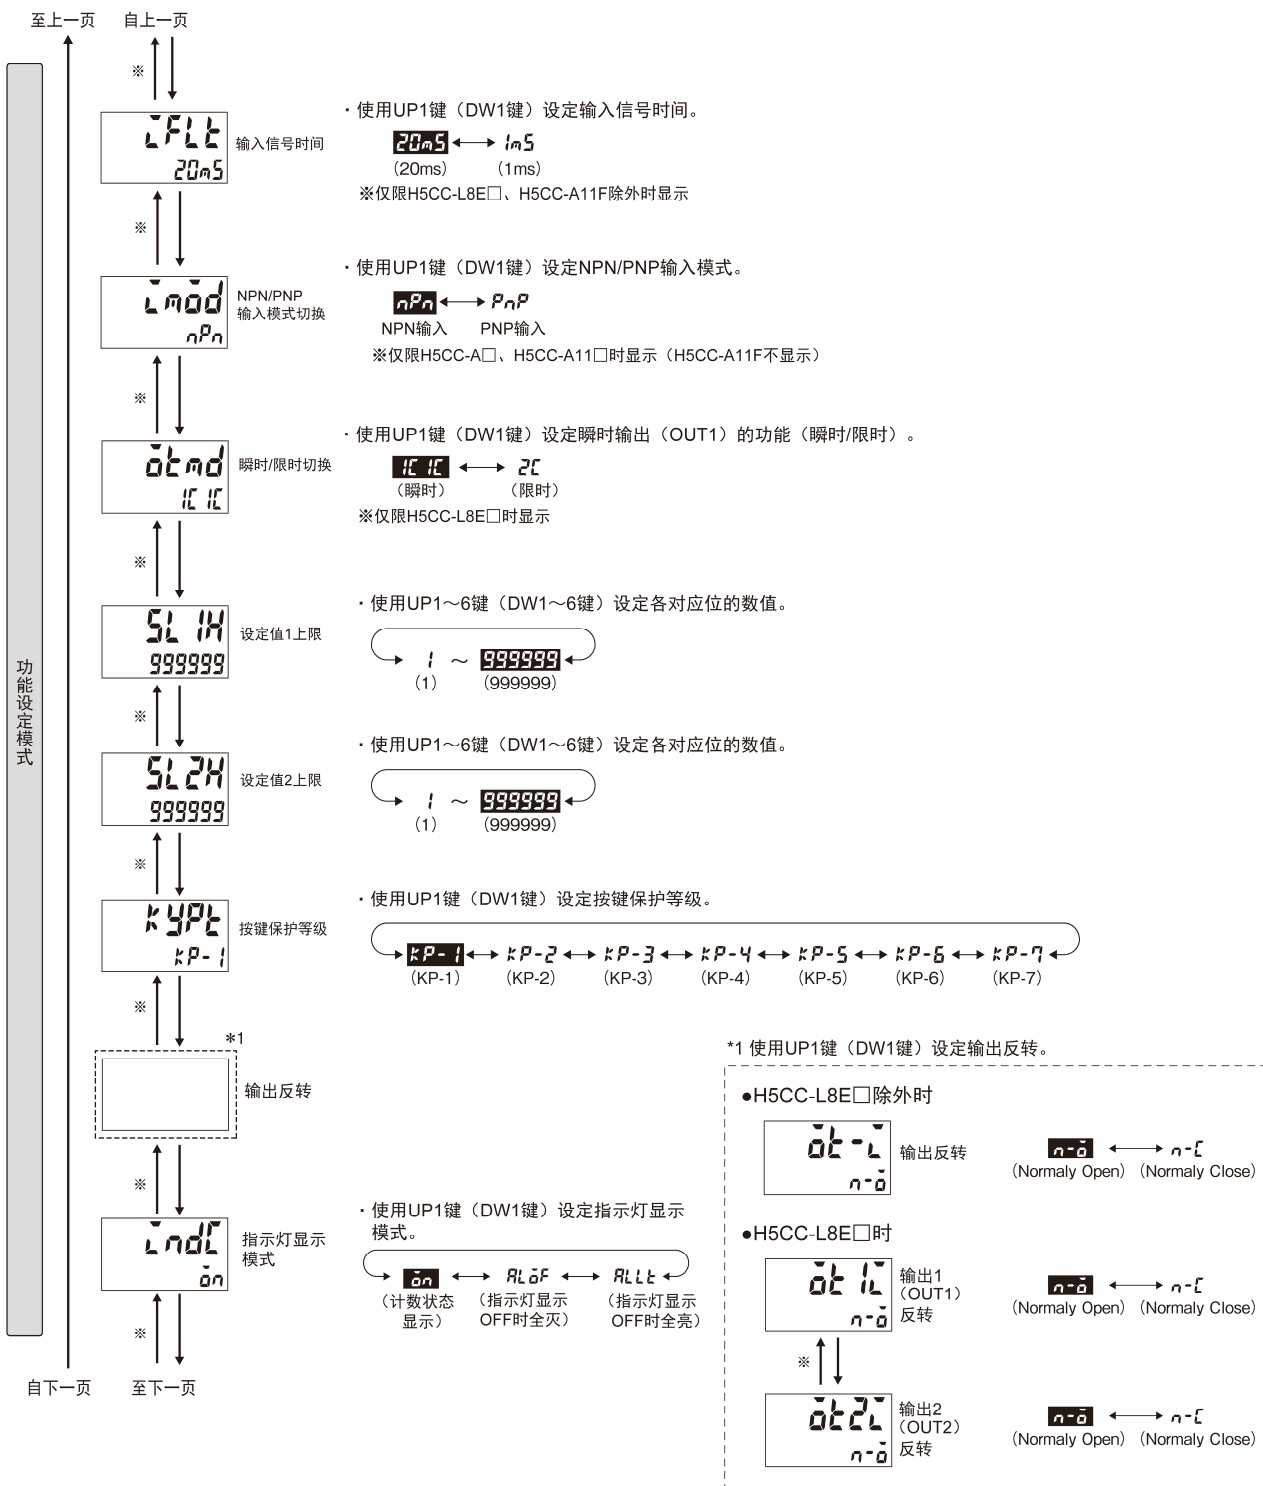 至上一页 自上一页
※
iFLt
20mS
输入信号时间
・使用UP1键（DW1键）设定输入信号时间。
20mS 1mS
(20ms) (1ms)
※仅限H5CC-L8E□、H5CC-A11F除外时显示
※
imod
nPn
NPN/PNP
输入模式切换
・使用UP1键（DW1键）设定NPN/PNP输入模式。
nPn PnP
NPN输入 PNP输入
※仅限H5CC-A□、H5CC-A11□时显示（H5CC-A11F不显示）
※
otmd
1C 1C
瞬时/限时切换
・使用UP1键（DW1键）设定瞬时输出（OUT1）的功能（瞬时/限时）。
1C 1C 2C
（瞬时） （限时）
※仅限H5CC-L8E□时显示
※
SL 1H
999999
设定值1上限
・使用UP1～6键（DW1～6键）设定各对应位的数值。
1 ～ 999999
(1) (999999)
※
SL2H
999999
设定值2上限
・使用UP1～6键（DW1～6键）设定各对应位的数值。
1 ～ 999999
(1) (999999)
※
KYPt
KP-1
按键保护等级
・使用UP1键（DW1键）设定按键保护等级。
KP-1 KP-2 KP-3 KP-4 KP-5 KP-6 KP-7
(KP-1) (KP-2) (KP-3) (KP-4) (KP-5) (KP-6) (KP-7)
※
*1
输出反转
※
indC
on
指示灯显示
模式
・使用UP1键（DW1键）设定指示灯显示
模式。
on ALoF ALLt
（计数状态
显示）
（指示灯显示
OFF时全灭）
（指示灯显示
OFF时全亮）
※
自下一页 至下一页
功能设定模式
*1 使用UP1键（DW1键）设定输出反转。
●H5CC-L8E□除外时
ot-i
n-o
输出反转
n-o n-C
(Normaly Open) (Normaly Close)
●H5CC-L8E□时
ot1i
n-o
输出1
（OUT1）
反转
n-o n-C
(Normaly Open) (Normaly Close)
※
ot2i
n-o
输出2
（OUT2）
反转
n-o n-C
(Normaly Open) (Normaly Close)